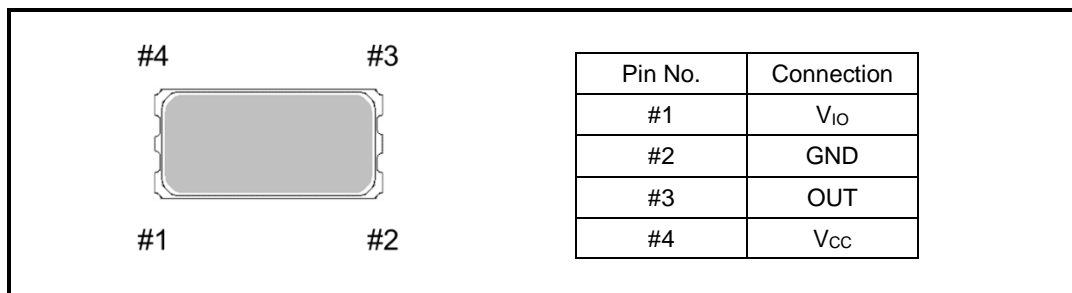 #4 #3
#1 #2
Pin No. Connection
#1 VIO
#2 GND
#3 OUT
#4 VCC